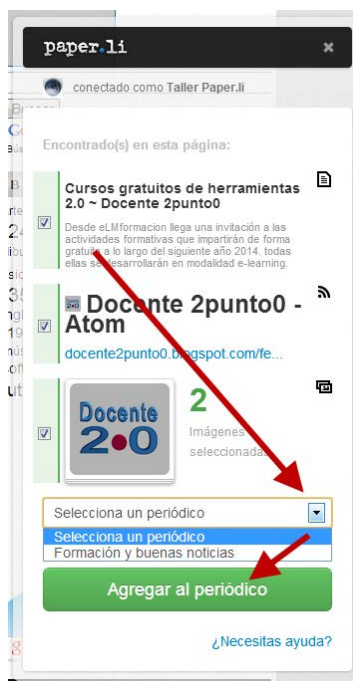 paper.li
conectado como Taller Paper.li
Encontrado(s) en esta página:
Cursos gratuitos de herramientas
2.0 ~ Docente 2punto0
Desde eLMformacion llega una invitación a las
actividades formativas que impartirán de forma
gratuita a lo largo del siguiente año 2014. todas
ellas se desarrollarán en modalidad e-learning.
Docente 2punto0 -
Atom
docente2punto0.blogspot.com/fe...
Docente
2.0
2
Imágenes
seleccionadas
Selecciona un periódico
Selecciona un periódico
Formación y buenas noticias
Agregar al periódico
¿Necesitas ayuda?